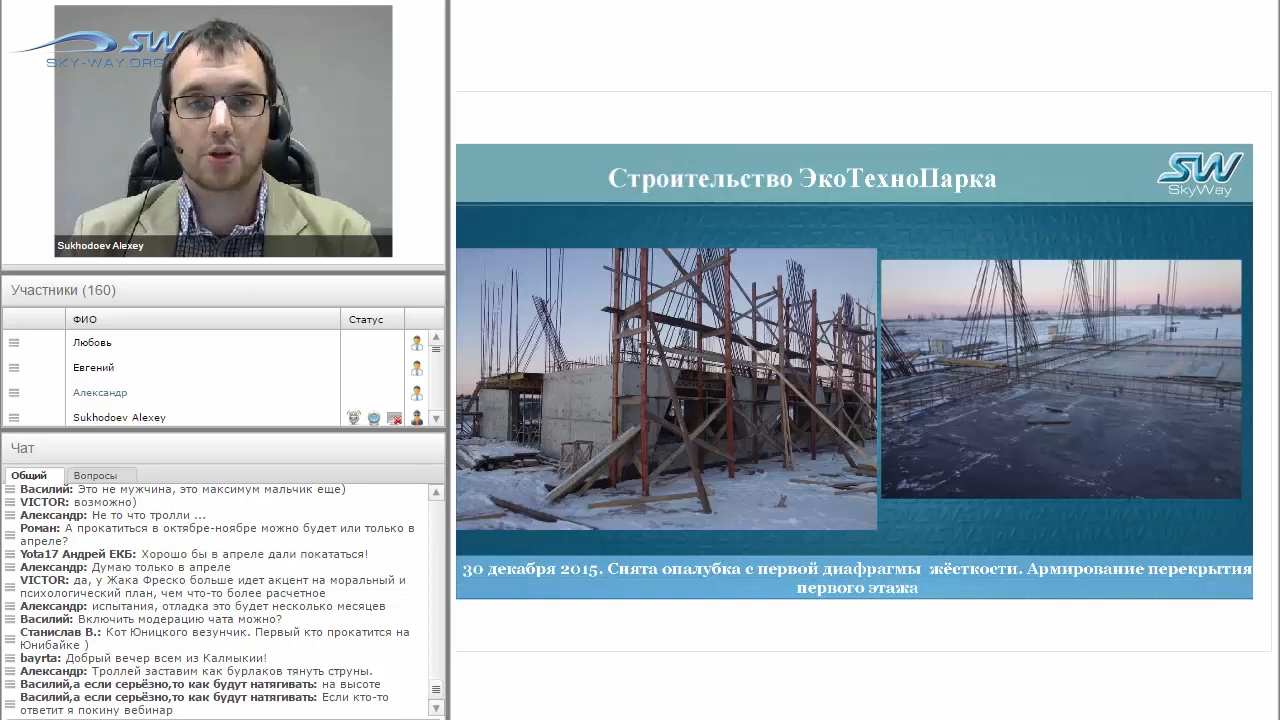 SW
SKY-WAY.ORG
Sukhodoev Alexey
Участники (160)
ФИО
Статус
Любовь
Евгений
Александр
Sukhodoev Alexey
Чат
Общий
Вопросы
Василий: Это не мужчина, это максимум мальчик еще)
VICTOR: возможно)
Александр: Не то что тролли ...
Роман: А прокатиться в октябре-ноябре можно будет или только в
апреле?
Yota17 Андрей ЕКБ: Хорошо бы в апреле дали покататься!
Александр: Думаю только в апреле
VICTOR: да, у Жака Фреско больше идет акцент на моральный и
психологический план, чем чисто более расчетное
Александр: испытания, отладка это будет несколько месяцев
Василий: Включить модерацию чата можно?
Станислав В.: Кот Юницкого везунчик. Первый кто прокатится на
Юнибайке )
bayrta: Добрый вечер всем из Калмыкии!
Александр: Троллей заставим как бурлаков тянуть струны.
Василий,а если серьёзно,то как будут натягивать: на высоте
Василий,а если серьёзно,то как будут натягивать: Если кто-то
ответит я покину вебинар
Строительство ЭкоТехноПарка
SW
SkyWay
30 декабря 2015. Снята опалубка с первой диафрагмы жёсткости. Армирование перекрытия
первого этажа